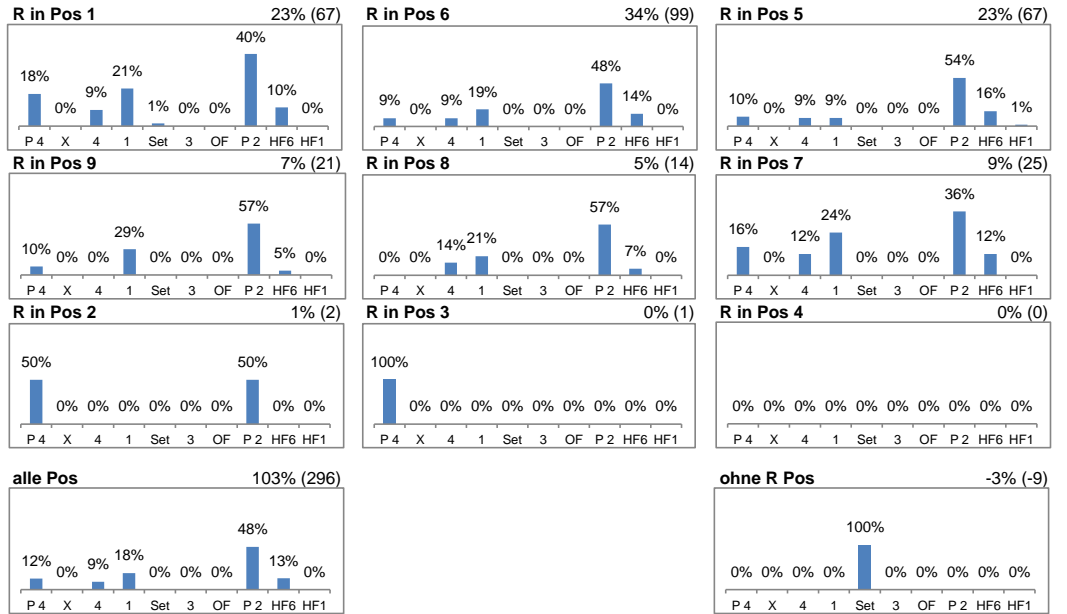 R in Pos 1 23% (67)
18% 0% 9% 21% 1% 0% 0% 40% 10% 0%
P 4 X 4 1 Set 3 OF P 2 HF6 HF1
R in Pos 6 34% (99)
9% 0% 9% 19% 0% 0% 0% 48% 14% 0%
P 4 X 4 1 Set 3 OF P 2 HF6 HF1
R in Pos 5 23% (67)
10% 0% 9% 9% 0% 0% 0% 54% 16% 1%
P 4 X 4 1 Set 3 OF P 2 HF6 HF1
R in Pos 9 7% (21)
10% 0% 0% 29% 0% 0% 0% 57% 5% 0%
P 4 X 4 1 Set 3 OF P 2 HF6 HF1
R in Pos 8 5% (14)
0% 0% 14% 21% 0% 0% 0% 57% 7% 0%
P 4 X 4 1 Set 3 OF P 2 HF6 HF1
R in Pos 7 9% (25)
16% 0% 12% 24% 0% 0% 0% 36% 12% 0%
P 4 X 4 1 Set 3 OF P 2 HF6 HF1
R in Pos 2 1% (2)
50% 0% 0% 0% 0% 0% 0% 50% 0% 0%
P 4 X 4 1 Set 3 OF P 2 HF6 HF1
R in Pos 3 0% (1)
100% 0% 0% 0% 0% 0% 0% 0% 0% 0%
P 4 X 4 1 Set 3 OF P 2 HF6 HF1
R in Pos 4 0% (0)
0% 0% 0% 0% 0% 0% 0% 0% 0% 0%
P 4 X 4 1 Set 3 OF P 2 HF6 HF1
alle Pos 103% (296)
12% 0% 9% 18% 0% 0% 0% 48% 13% 0%
P 4 X 4 1 Set 3 OF P 2 HF6 HF1
ohne R Pos -3% (-9)
0% 0% 0% 0% 100% 0% 0% 0% 0% 0%
P 4 X 4 1 Set 3 OF P 2 HF6 HF1